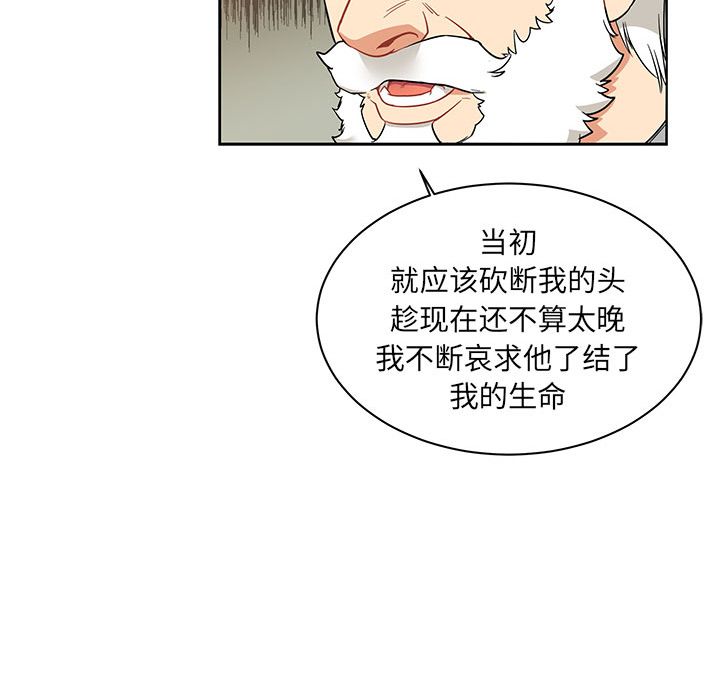 当初
就应该砍断我的头
趁现在还不算太晚
我不断哀求他了结了
我的生命